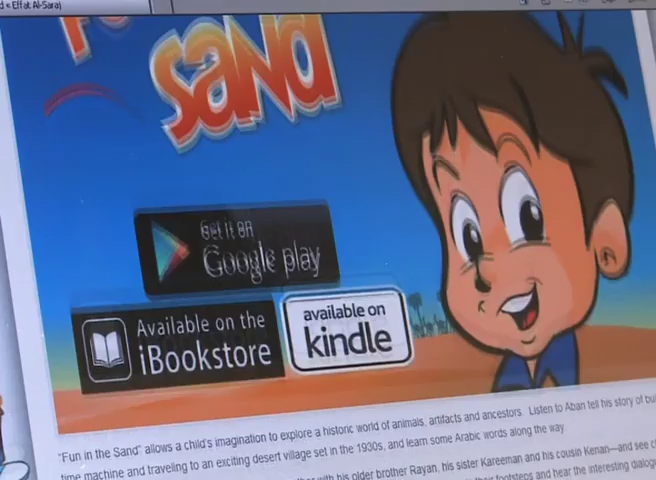 d « Effat Al-Sara)
sand
GET IT ON
Google play
Available on the
iBookstore
available on
kindle
"Fun in the Sand" allows a child's imagination to explore a historic world of animals, artifacts and ancestors. Listen to Aban tell his story of bui
time machine and traveling to an exciting desert village set in the 1930s, and learn some Arabic words along the way
with his older brother Rayan, his sister Kareeman and his cousin Kenan—and see c
footsteps and hear the interesting dialog